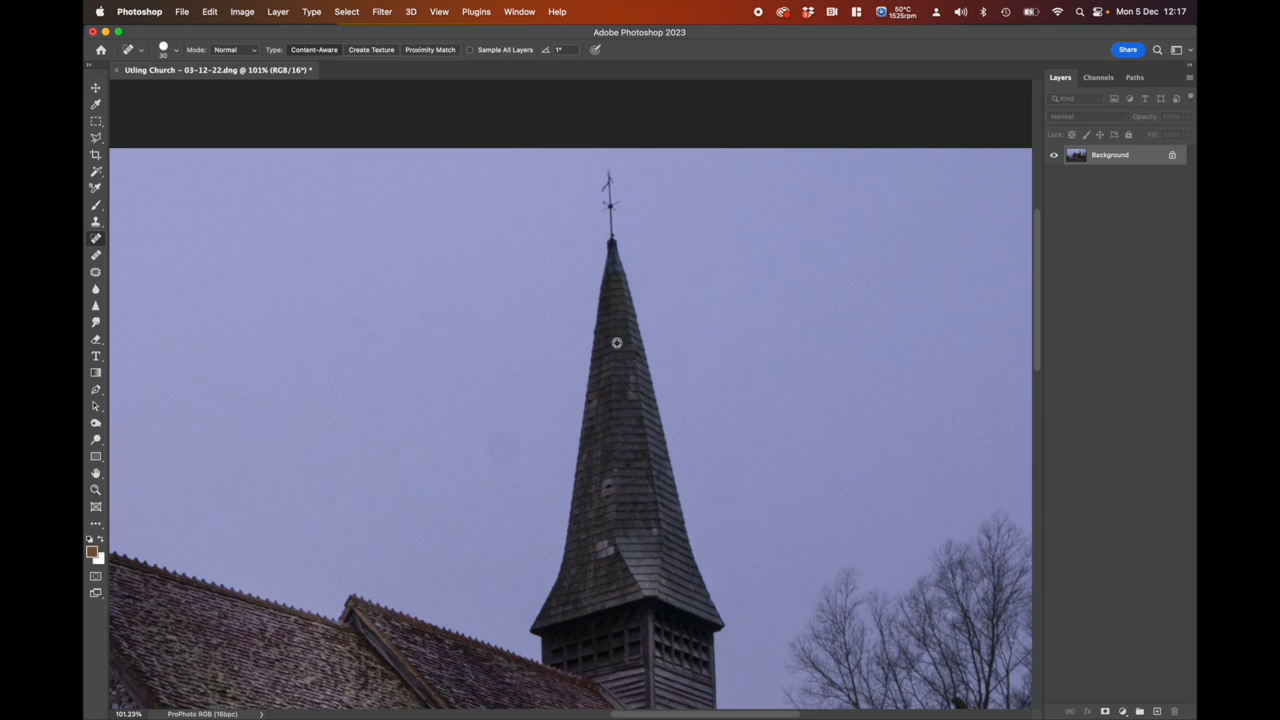 Photoshop File Edit Image Layer Type Select Filter 3D View Plugins Window Help 50°C 1525rpm Mon 5 Dec 12:17
Adobe Photoshop 2023
30 Mode: Normal Type: Content-Aware Create Texture Proximity Match Sample All Layers 1° Share
Utling Church – 03-12-22.dng @ 101% (RGB/16*) *
Layers Channels Paths
Kind
Normal Opacity: 100%
Lock: Fill: 100%
Background
101.23% ProPhoto RGB (16bpc)